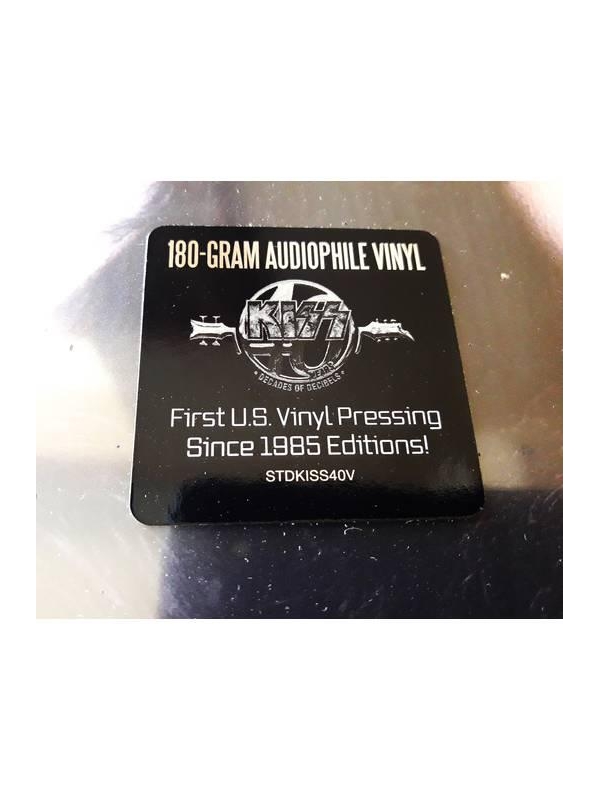 180-GRAM AUDIOPHILE VINYL
40
KISS
YEARS
• DECADES OF DECIBELS •
First U.S. Vinyl Pressing
Since 1985 Editions!
STDKISS40V